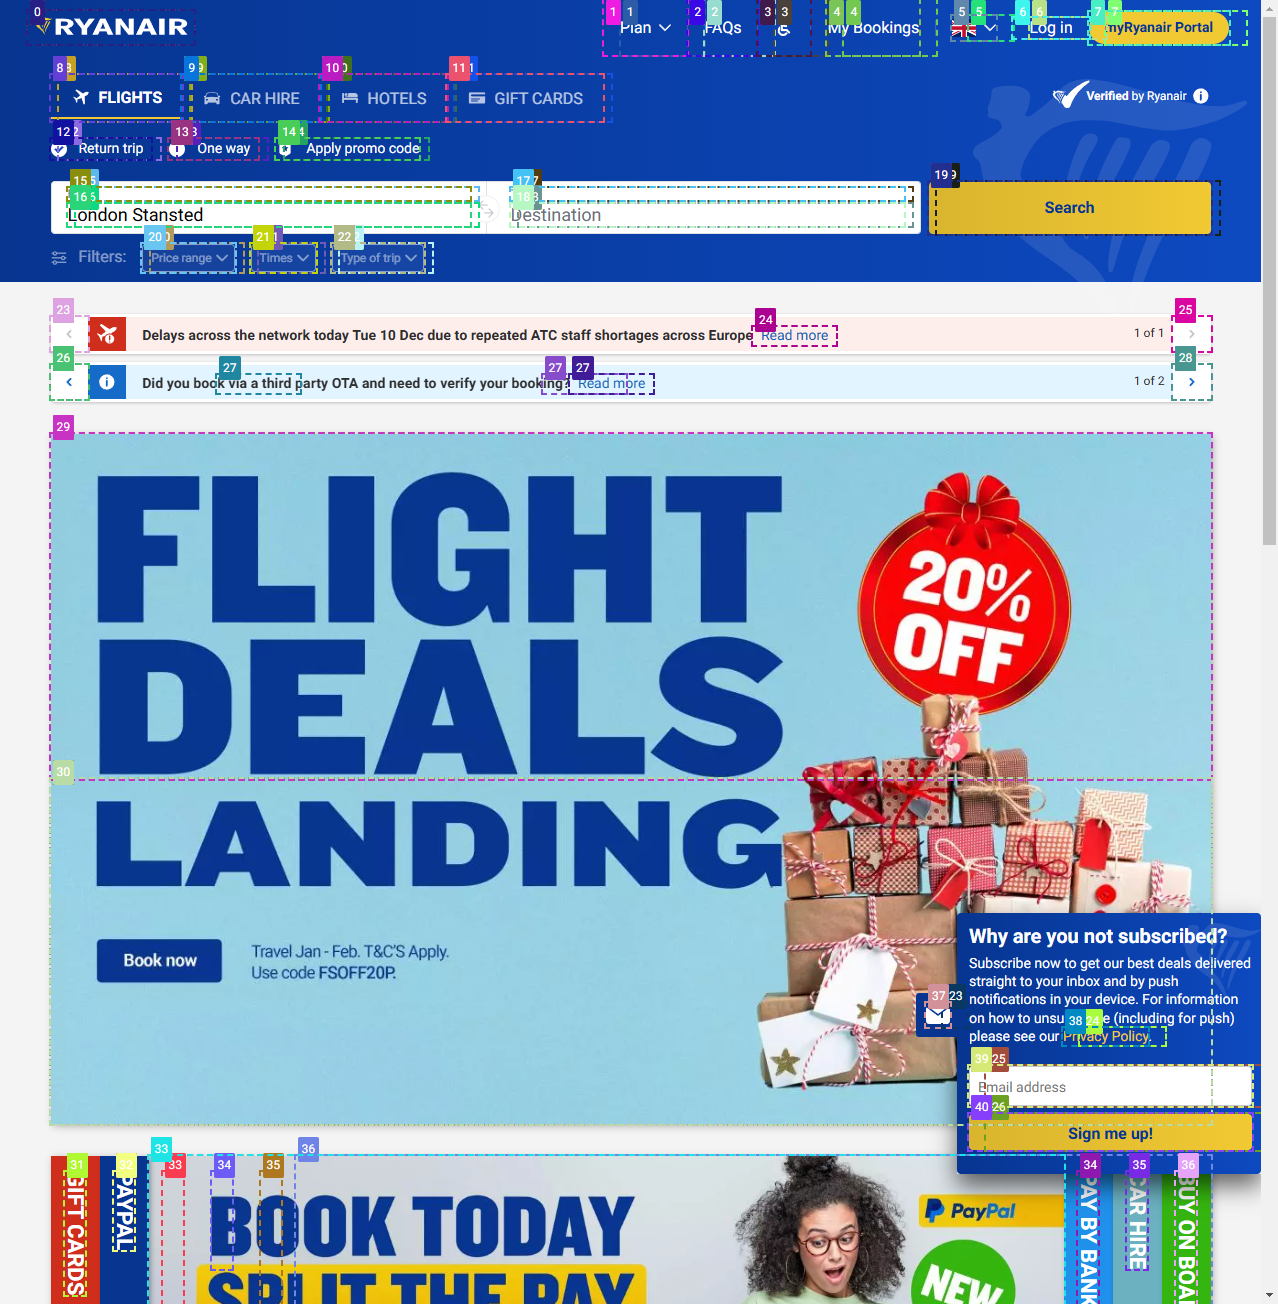 RYANAIR
Plan
FAQs
My Bookings
Log in
myRyanair Portal
FLIGHTS
CAR HIRE
HOTELS
GIFT CARDS
Verified by Ryanair
Return trip
One way
Apply promo code
London Stansted
Destination
Search
Filters:
Price range
Times
Type of trip
Delays across the network today Tue 10 Dec due to repeated ATC staff shortages across Europe Read more
1 of 1
Did you book via a third party OTA and need to verify your booking? Read more
1 of 2
FLIGHT
DEALS
LANDING
20%
OFF
Book now
Travel Jan - Feb. T&C'S Apply.
Use code FSOFF20P.
Why are you not subscribed?
Subscribe now to get our best deals delivered
straight to your inbox and by push
notifications in your device. For information
on how to (including for push)
please see our Privacy Policy.
Email address
Sign me up!
GIFT CARDS
PAYPAL
BOOK TODAY
SPLIT THE PAY
PayPal
NEW
PAY BY BANK
CAR HIRE
BUY ON BOA